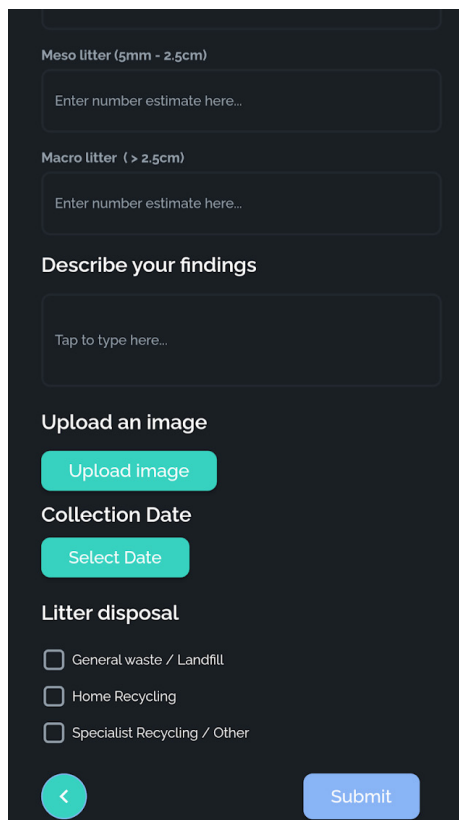 Meso litter (5mm - 2.5cm)
Enter number estimate here...
Macro litter ( > 2.5cm)
Enter number estimate here...
Describe your findings
Tap to type here...
Upload an image
Upload image
Collection Date
Select Date
Litter disposal
General waste / Landfill
Home Recycling
Specialist Recycling / Other
Submit